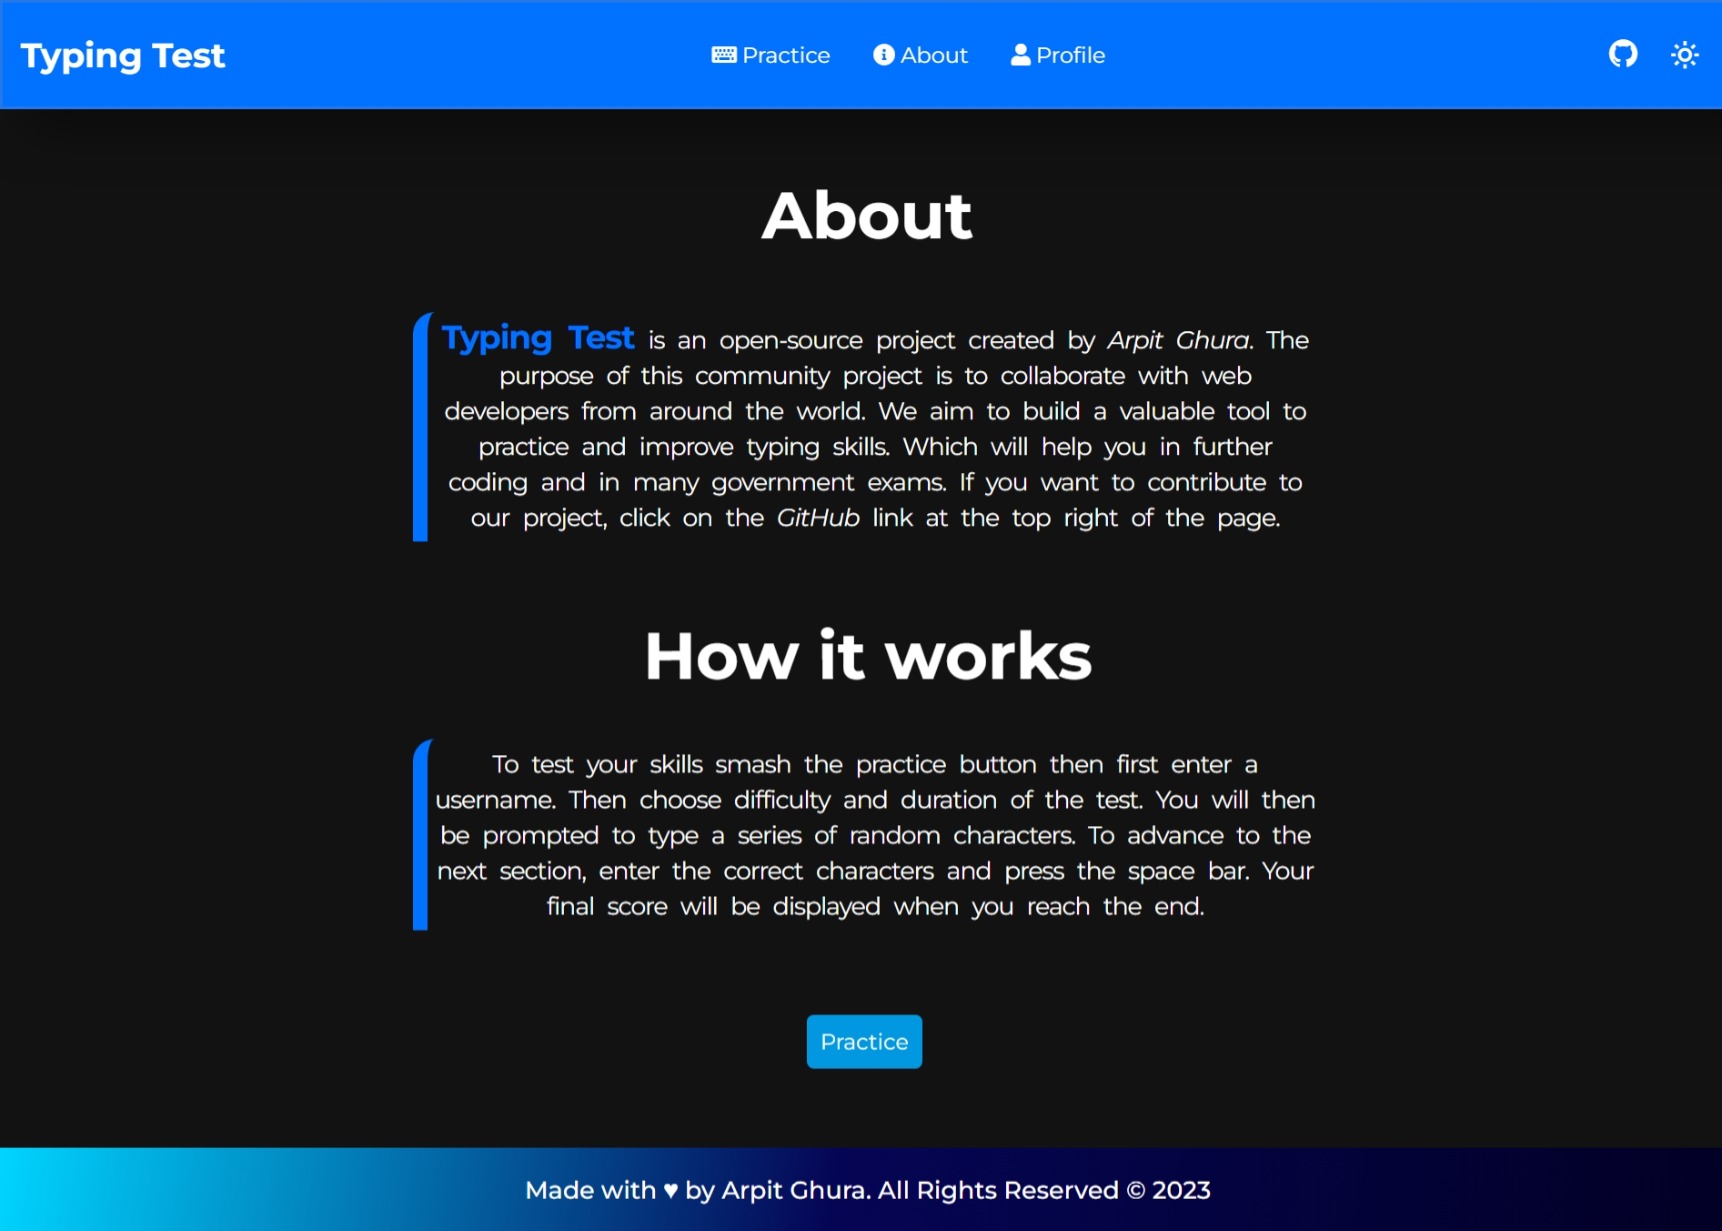 Typing Test
Practice
About
Profile
About
Typing Test is an open-source project created by Arpit Ghura. The
purpose of this community project is to collaborate with web
developers from around the world. We aim to build a valuable tool to
practice and improve typing skills. Which will help you in further
coding and in many government exams. If you want to contribute to
our project, click on the GitHub link at the top right of the page.
How it works
To test your skills smash the practice button then first enter a
username. Then choose difficulty and duration of the test. You will then
be prompted to type a series of random characters. To advance to the
next section, enter the correct characters and press the space bar. Your
final score will be displayed when you reach the end.
Practice
Made with ♥ by Arpit Ghura. All Rights Reserved © 2023